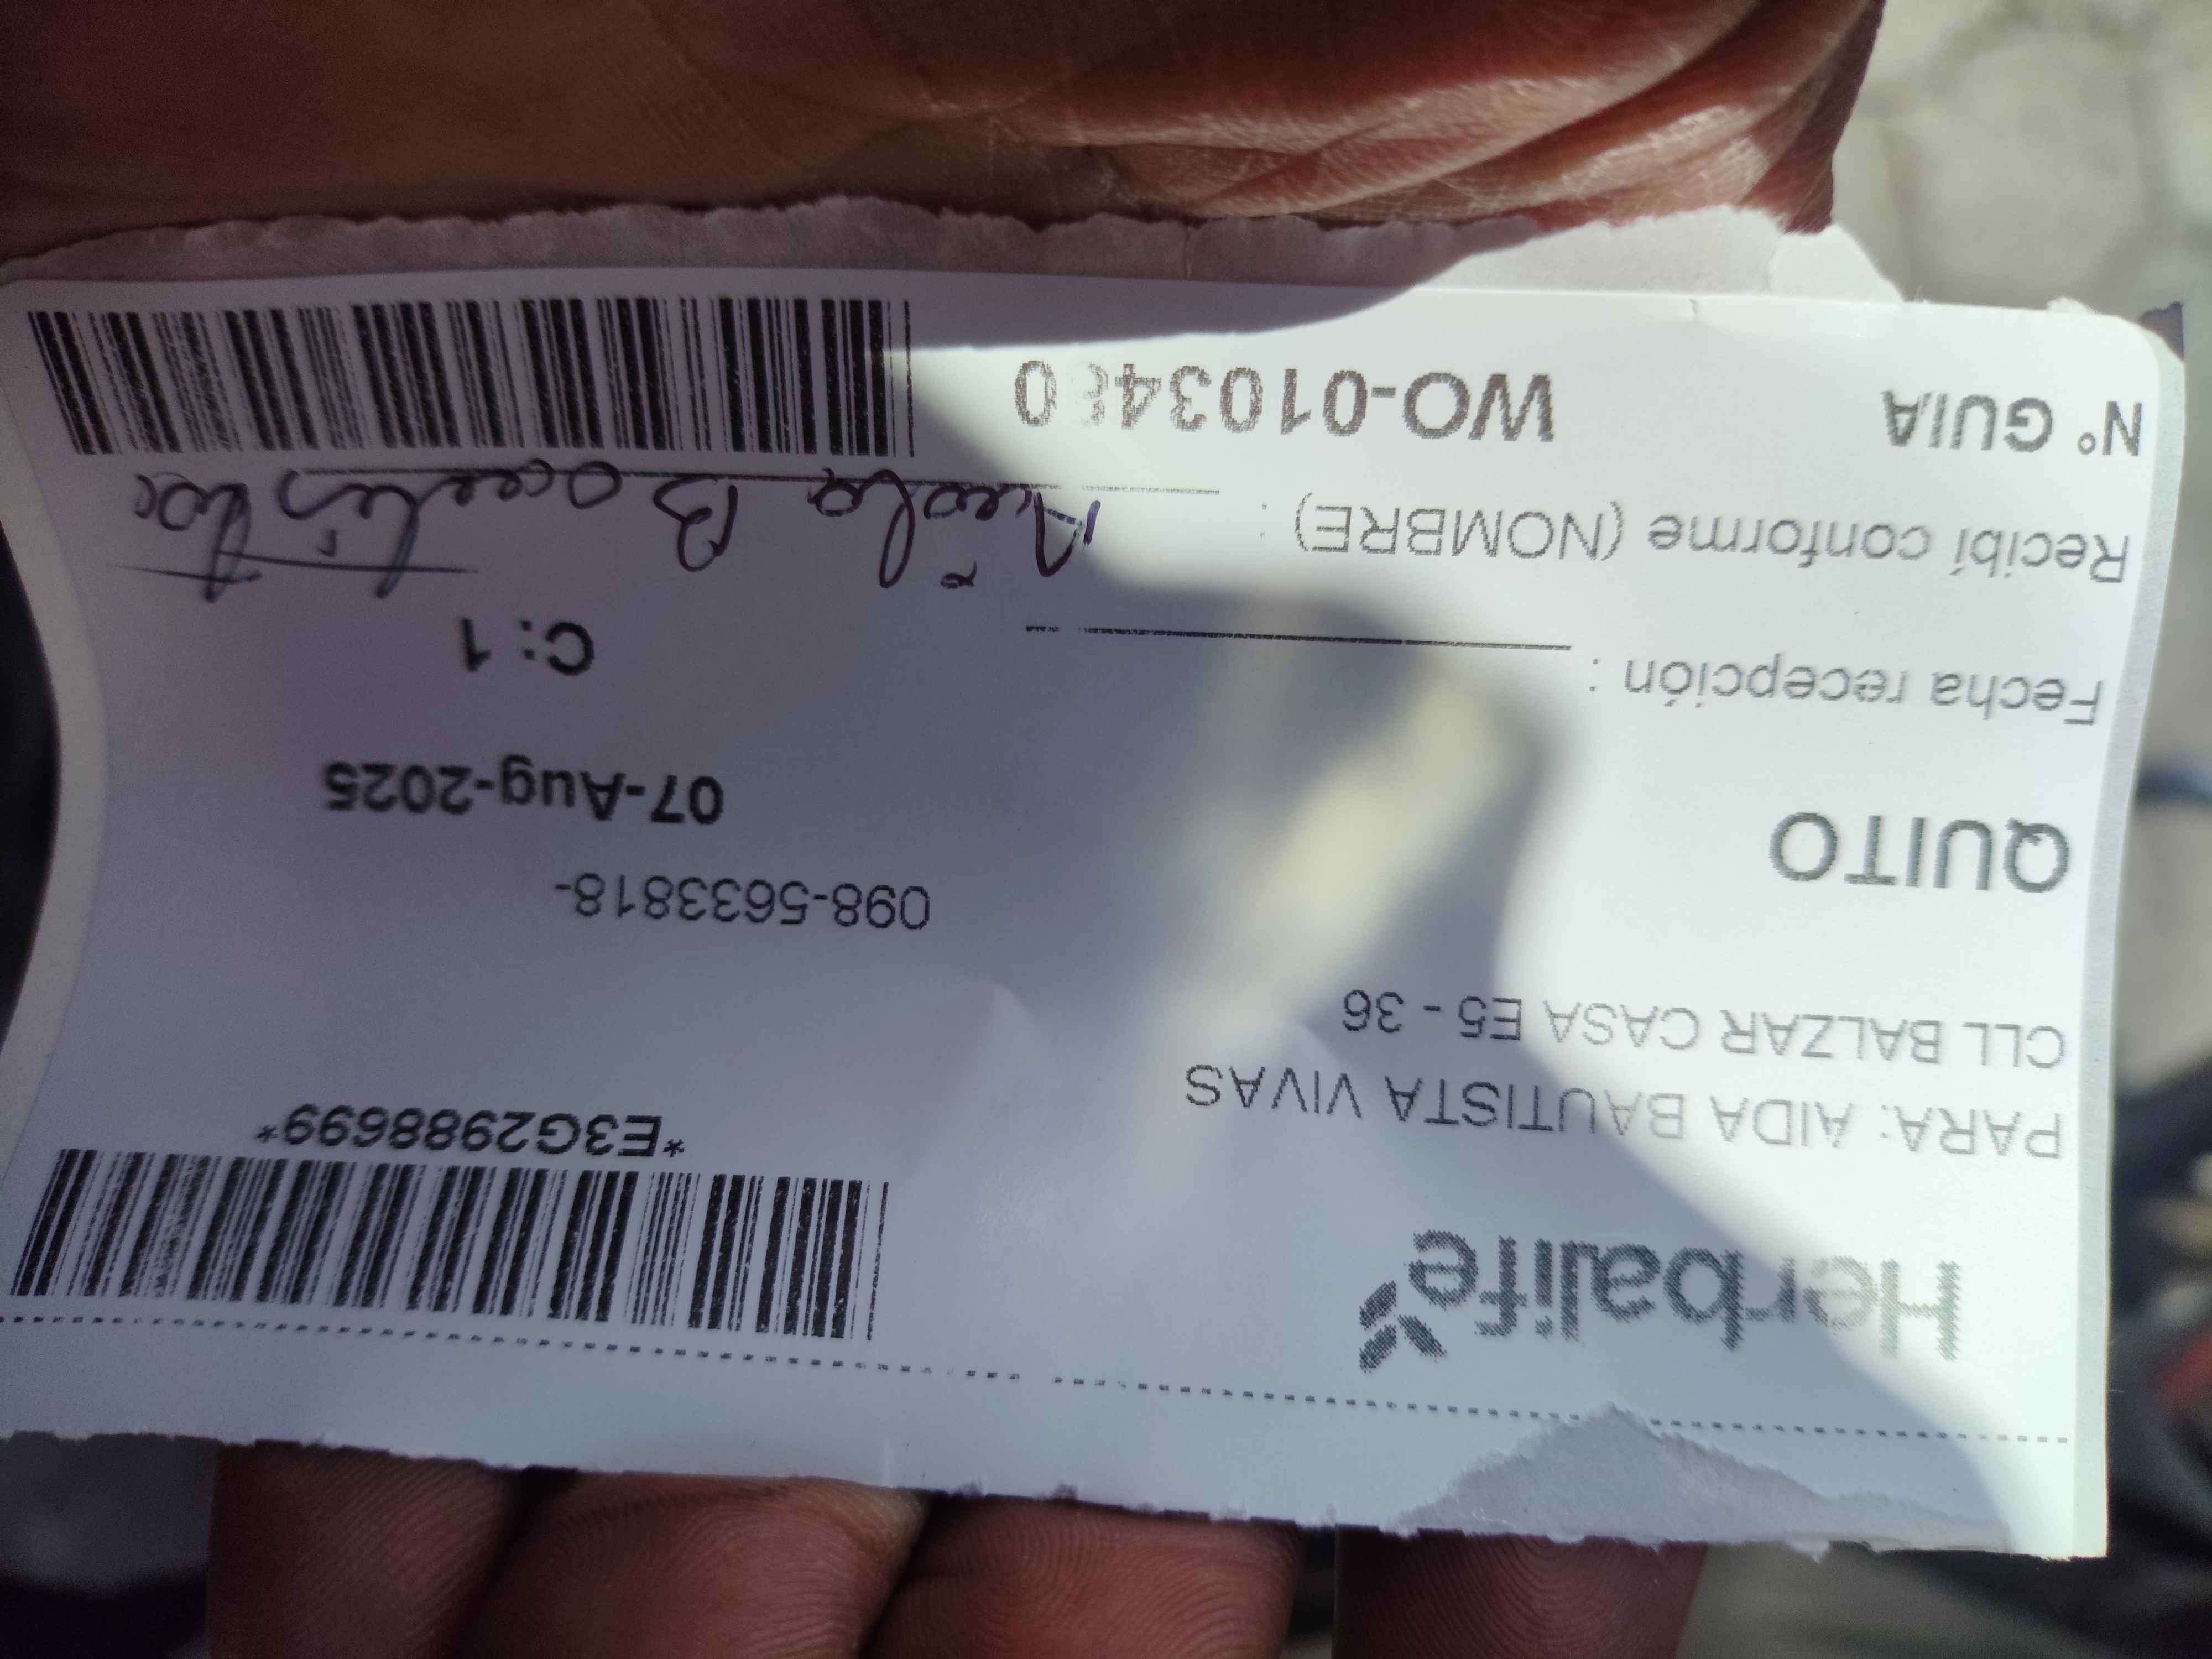 Herbalife
PARA: AIDA BAUTISTA VIVAS
CLL BALZAR CASA E5 - 36
*E3G2988699*
098-5633818-
QUITO
07-Aug-2025
C: 1
Fecha recepción :
Recibí conforme (NOMBRE) :
N° GUIA